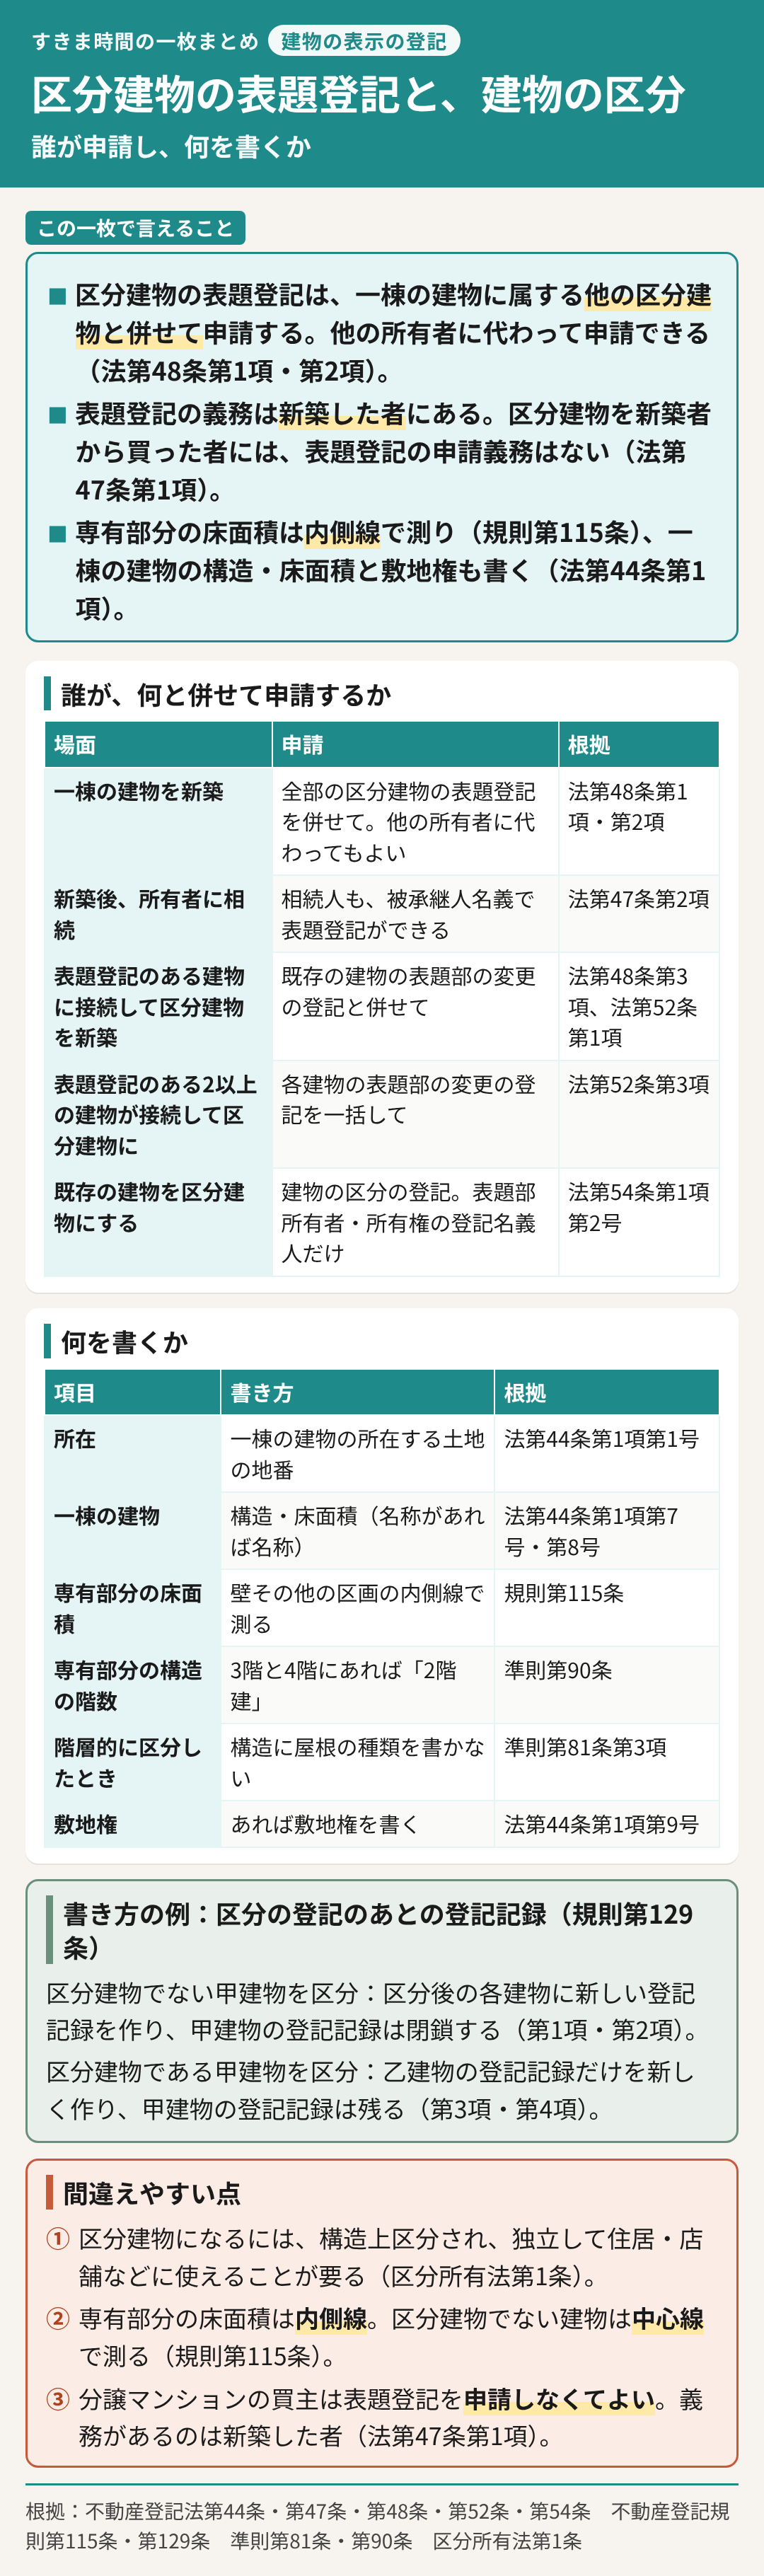 すきま時間の一枚まとめ 建物の表示の登記
区分建物の表題登記と、建物の区分
誰が申請し、何を書くか
この一枚で言えること
■ 区分建物の表題登記は、一棟の建物に属する他の区分建
物と併せて申請する。他の所有者に代わって申請できる
（法第48条第1項・第2項）。
■ 表題登記の義務は新築した者にある。区分建物を新築者
から買った者には、表題登記の申請義務はない（法第
47条第1項）。
■ 専有部分の床面積は内側線で測り（規則第115条）、一
棟の建物の構造・床面積と敷地権も書く（法第44条第1
項）。
誰が、何と併せて申請するか
場面 申請 根拠
一棟の建物を新築 全部の区分建物の表題登記 法第48条第1
を併せて。他の所有者に代 項・第2項
わってもよい
新築後、所有者に相 相続人も、被承継人名義で 法第47条第2項
続 表題登記ができる
表題登記のある建物 既存の建物の表題部の変更 法第48条第3
に接続して区分建物 の登記と併せて 項、法第52条
を新築 第1項
表題登記のある2以上 各建物の表題部の変更の登 法第52条第3項
の建物が接続して区 記を一括して
分建物に
既存の建物を区分建 建物の区分の登記。表題部 法第54条第1項
物にする 所有者・所有権の登記名義 第2号
人だけ
何を書くか
項目 書き方 根拠
所在 一棟の建物の所在する土地 法第44条第1項第1号
の地番
一棟の建物 構造・床面積（名称があれ 法第44条第1項第7
ば名称） 号・第8号
専有部分の床面 壁その他の区画の内側線で 規則第115条
積 測る
専有部分の構造 3階と4階にあれば「2階 準則第90条
の階数 建」
階層的に区分し 構造に屋根の種類を書かな 準則第81条第3項
たとき い
敷地権 あれば敷地権を書く 法第44条第1項第9号
書き方の例：区分の登記のあとの登記記録（規則第129
条）
区分建物でない甲建物を区分：区分後の各建物に新しい登記
記録を作り、甲建物の登記記録は閉鎖する（第1項・第2項）。
区分建物である甲建物を区分：乙建物の登記記録だけを新し
く作り、甲建物の登記記録は残る（第3項・第4項）。
間違えやすい点
① 区分建物になるには、構造上区分され、独立して住居・店
舗などに使えることが要る（区分所有法第1条）。
② 専有部分の床面積は内側線。区分建物でない建物は中心線
で測る（規則第115条）。
③ 分譲マンションの買主は表題登記を申請しなくてよい。義
務があるのは新築した者（法第47条第1項）。
根拠：不動産登記法第44条・第47条・第48条・第52条・第54条 不動産登記規
則第115条・第129条 準則第81条・第90条 区分所有法第1条